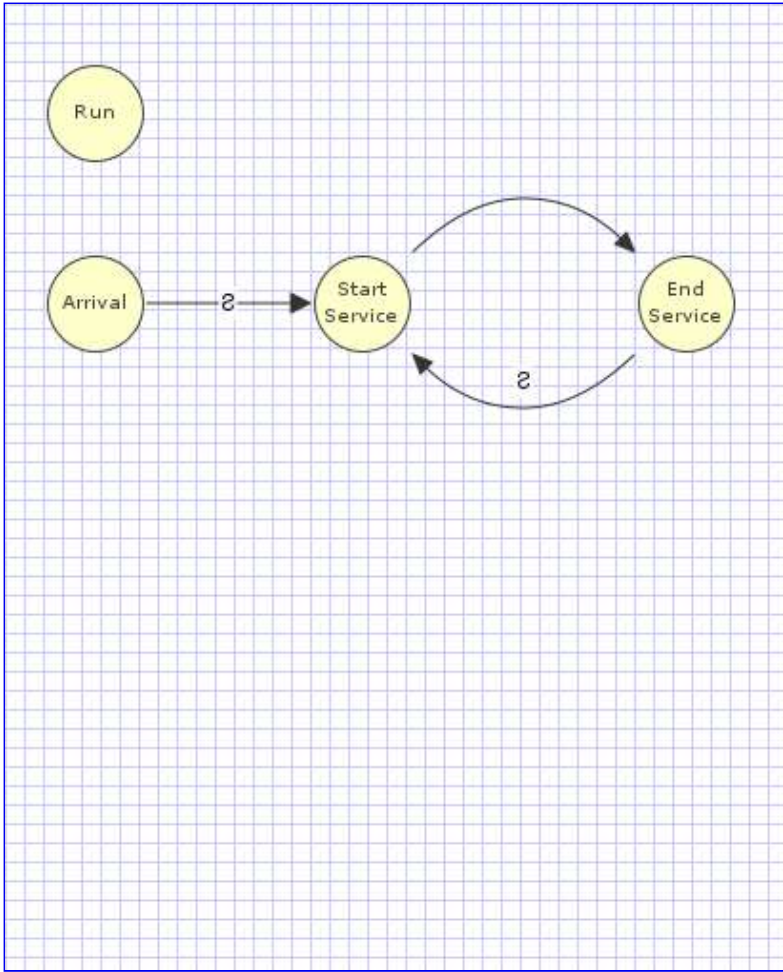 Run
Arrival
Ƨ
Start
Service
End
Service
Ƨ